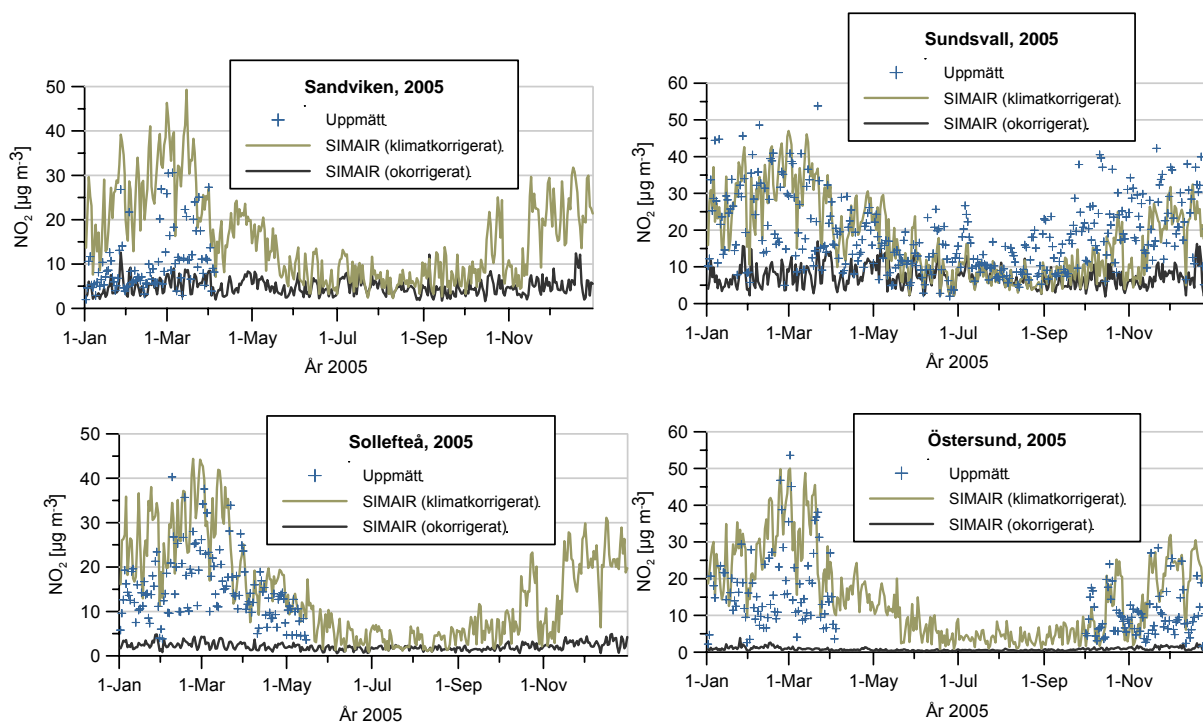 Sandviken, 2005
Uppmätt
SIMAIR (klimatkorrigerat)
SIMAIR (okorrigerat)
NO2 [µg m-3]
50
40
30
20
10
0
1-Jan 1-Mar 1-May 1-Jul 1-Sep 1-Nov
År 2005
Sundsvall, 2005
Uppmätt
SIMAIR (klimatkorrigerat)
SIMAIR (okorrigerat)
NO2 [µg m-3]
60
50
40
30
20
10
0
1-Jan 1-Mar 1-May 1-Jul 1-Sep 1-Nov
År 2005
Sollefteå, 2005
Uppmätt
SIMAIR (klimatkorrigerat)
SIMAIR (okorrigerat)
NO2 [µg m-3]
50
40
30
20
10
0
1-Jan 1-Mar 1-May 1-Jul 1-Sep 1-Nov
År 2005
Östersund, 2005
Uppmätt
SIMAIR (klimatkorrigerat)
SIMAIR (okorrigerat)
NO2 [µg m-3]
60
50
40
30
20
10
0
1-Jan 1-Mar 1-May 1-Jul 1-Sep 1-Nov
År 2005